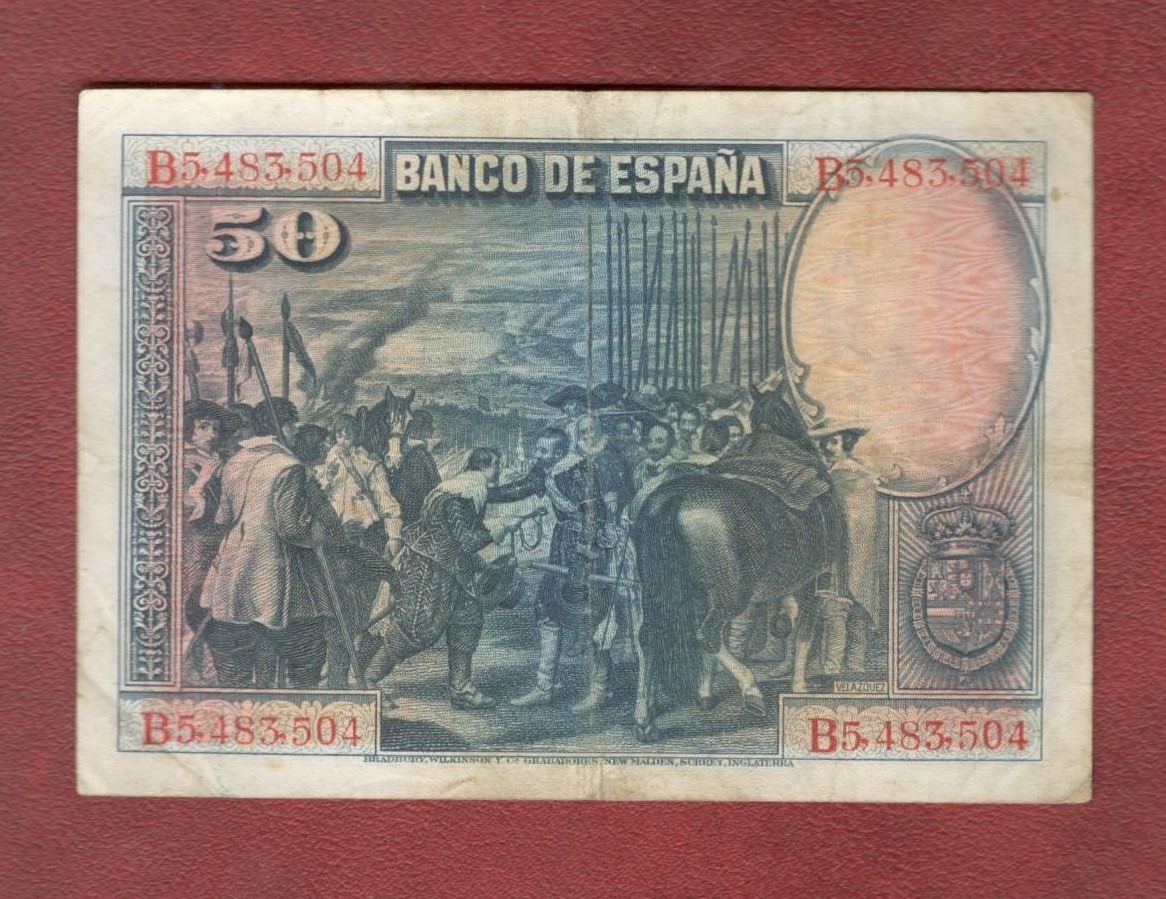 B5,483,504 BANCO DE ESPAÑA B5,483,504
50
VELAZQUEZ
B5,483,504 B5,483,504
BRADBURY, WILKINSON Y Cª GRABADORES, NEW MALDEN, SURREY, INGLATERRA